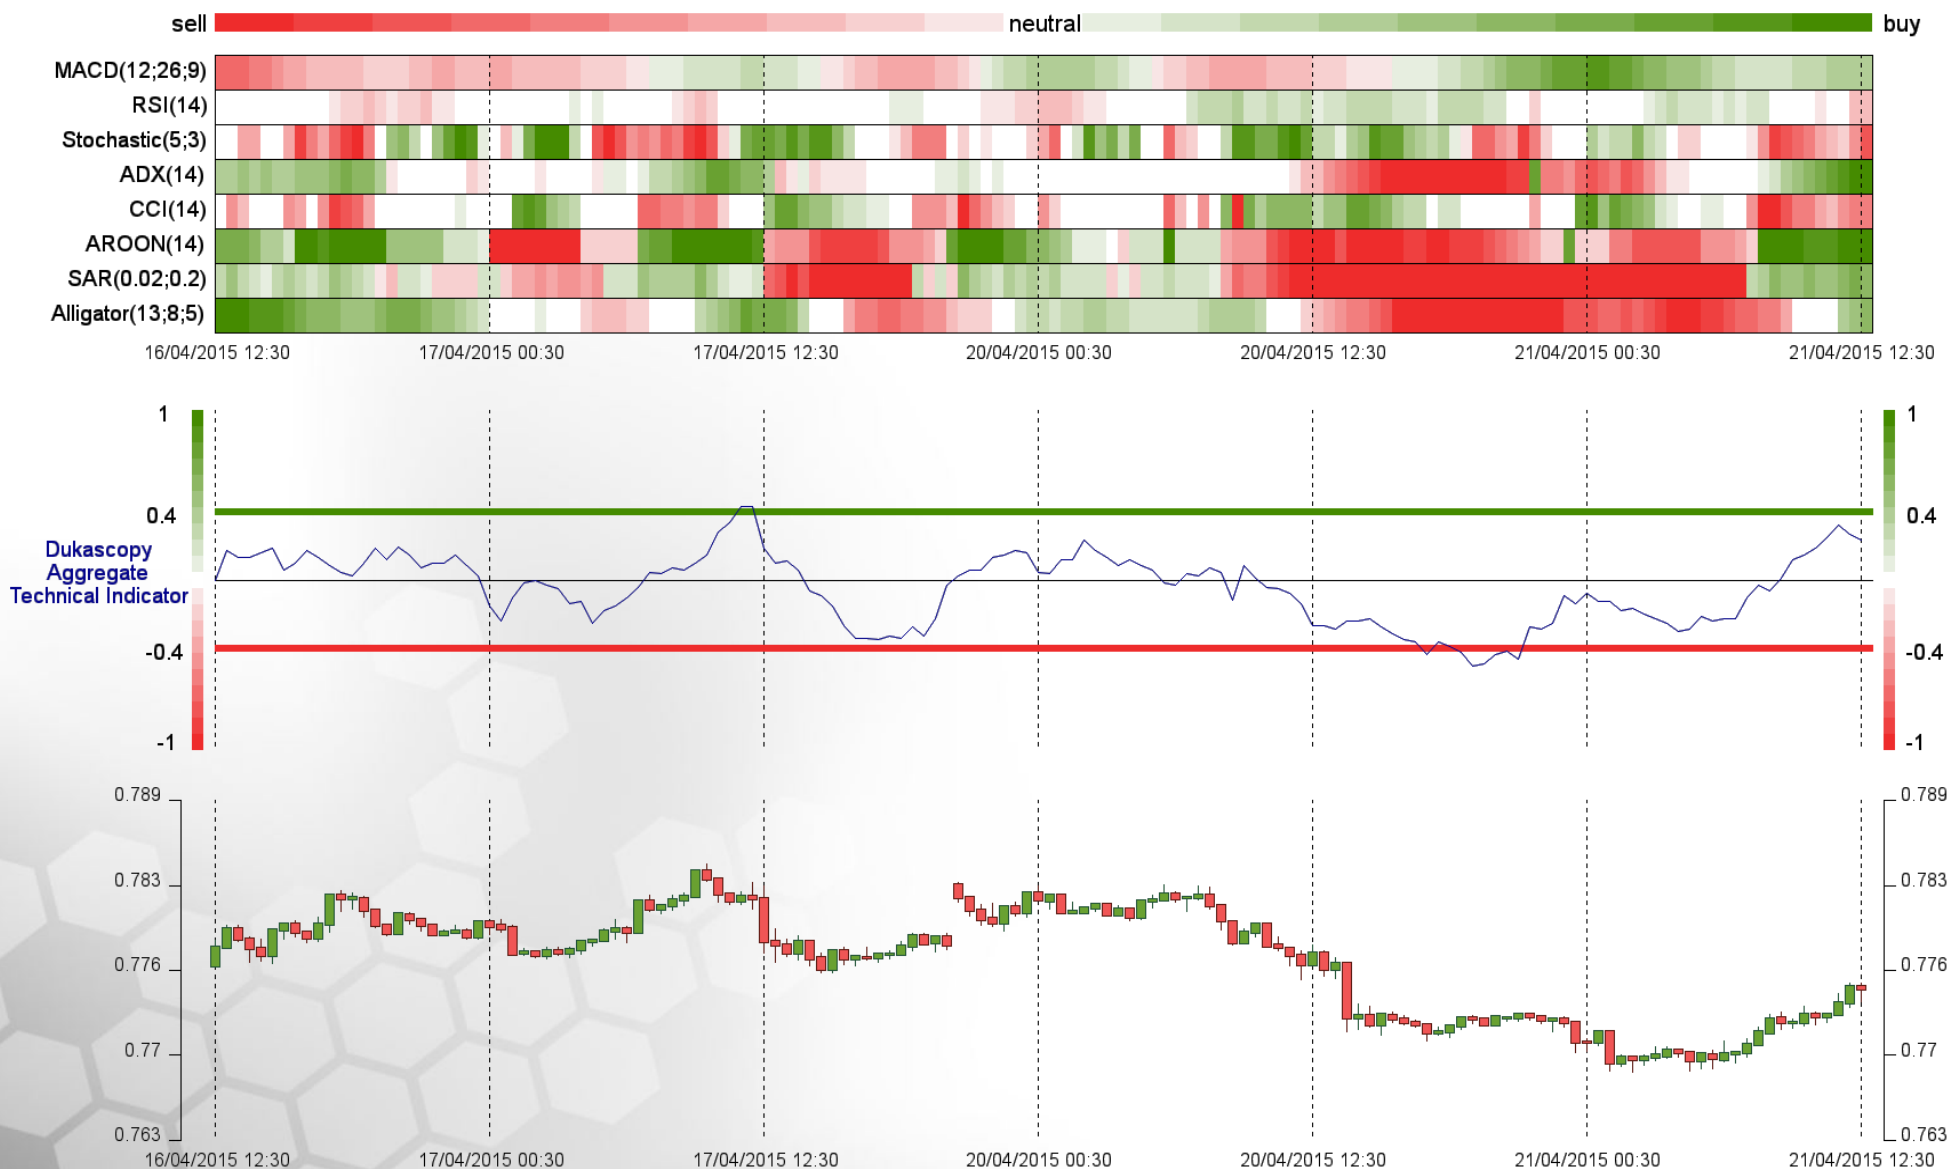 sell neutral buy
MACD(12;26;9)
RSI(14)
Stochastic(5;3)
ADX(14)
CCI(14)
AROON(14)
SAR(0.02;0.2)
Alligator(13;8;5)
16/04/2015 12:30 17/04/2015 00:30 17/04/2015 12:30 20/04/2015 00:30 20/04/2015 12:30 21/04/2015 00:30 21/04/2015 12:30
1 1
0.4 0.4
Dukascopy
Aggregate
Technical Indicator
-0.4 -0.4
-1 -1
0.789 0.789
0.783 0.783
0.776 0.776
0.77 0.77
0.763 0.763
16/04/2015 12:30 17/04/2015 00:30 17/04/2015 12:30 20/04/2015 00:30 20/04/2015 12:30 21/04/2015 00:30 21/04/2015 12:30